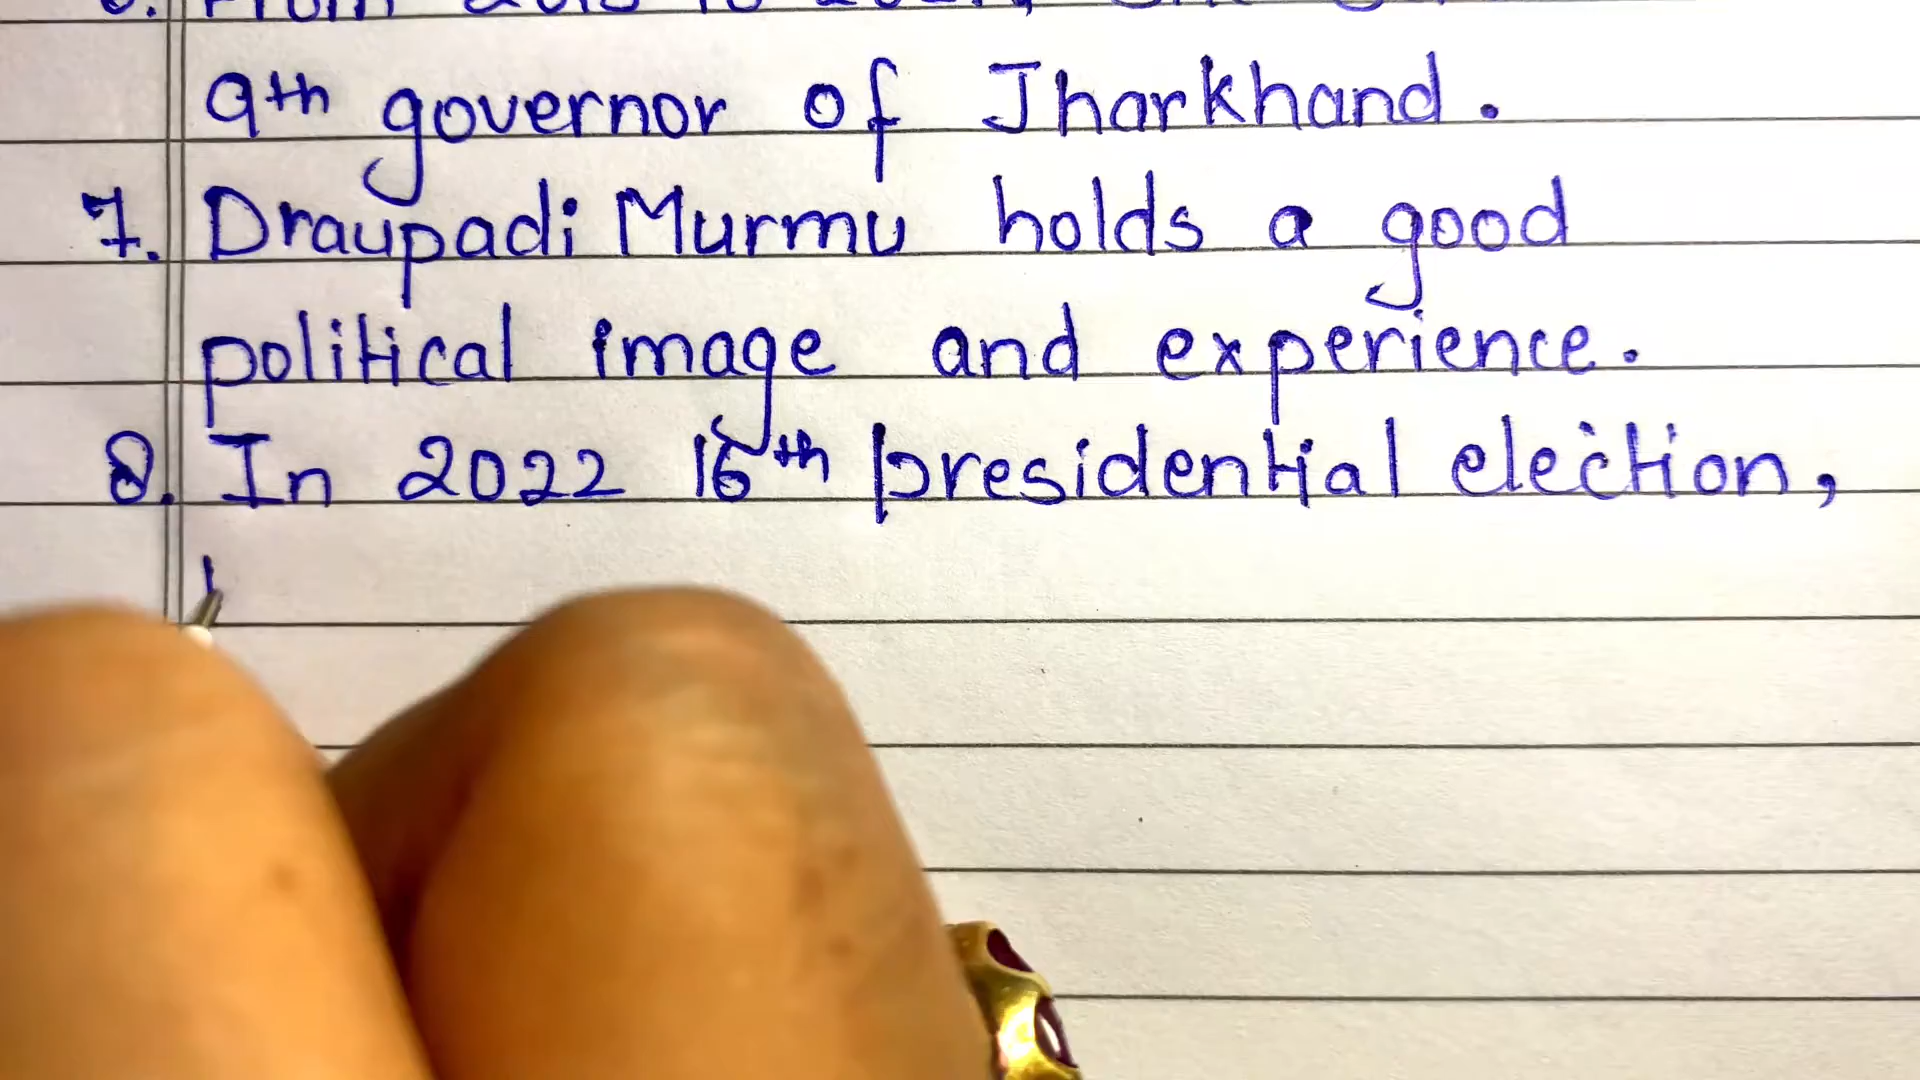 9th governor of Jharkhand.
7. Draupadi Murmu holds a good
political image and experience.
8. In 2022 16th presidential election,